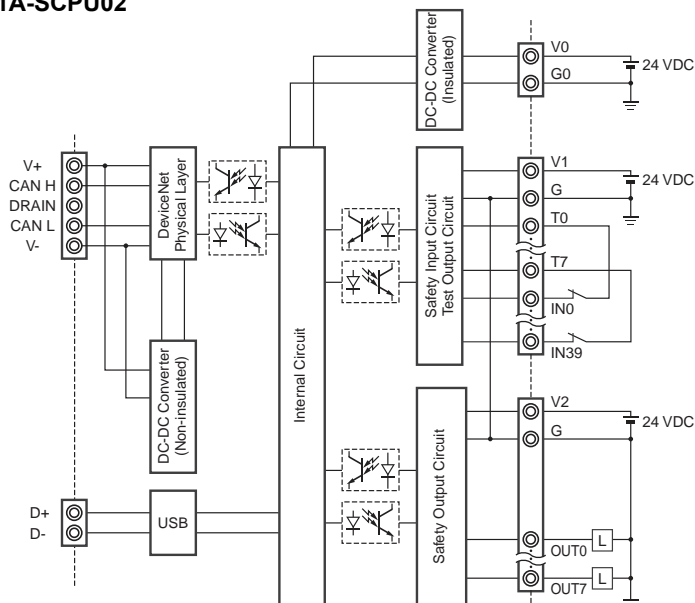 TA-SCPU02
DC-DC Converter
(Insulated)
V0
G0
24 VDC
V+
CAN H
DRAIN
CAN L
V-
DeviceNet
Physical Layer
DC-DC Converter
(Non-insulated)
D+
D-
USB
Internal Circuit
Safety Input Circuit
Test Output Circuit
V1
G
T0
T7
IN0
IN39
24 VDC
Safety Output Circuit
V2
G
24 VDC
OUT0
L
OUT7
L